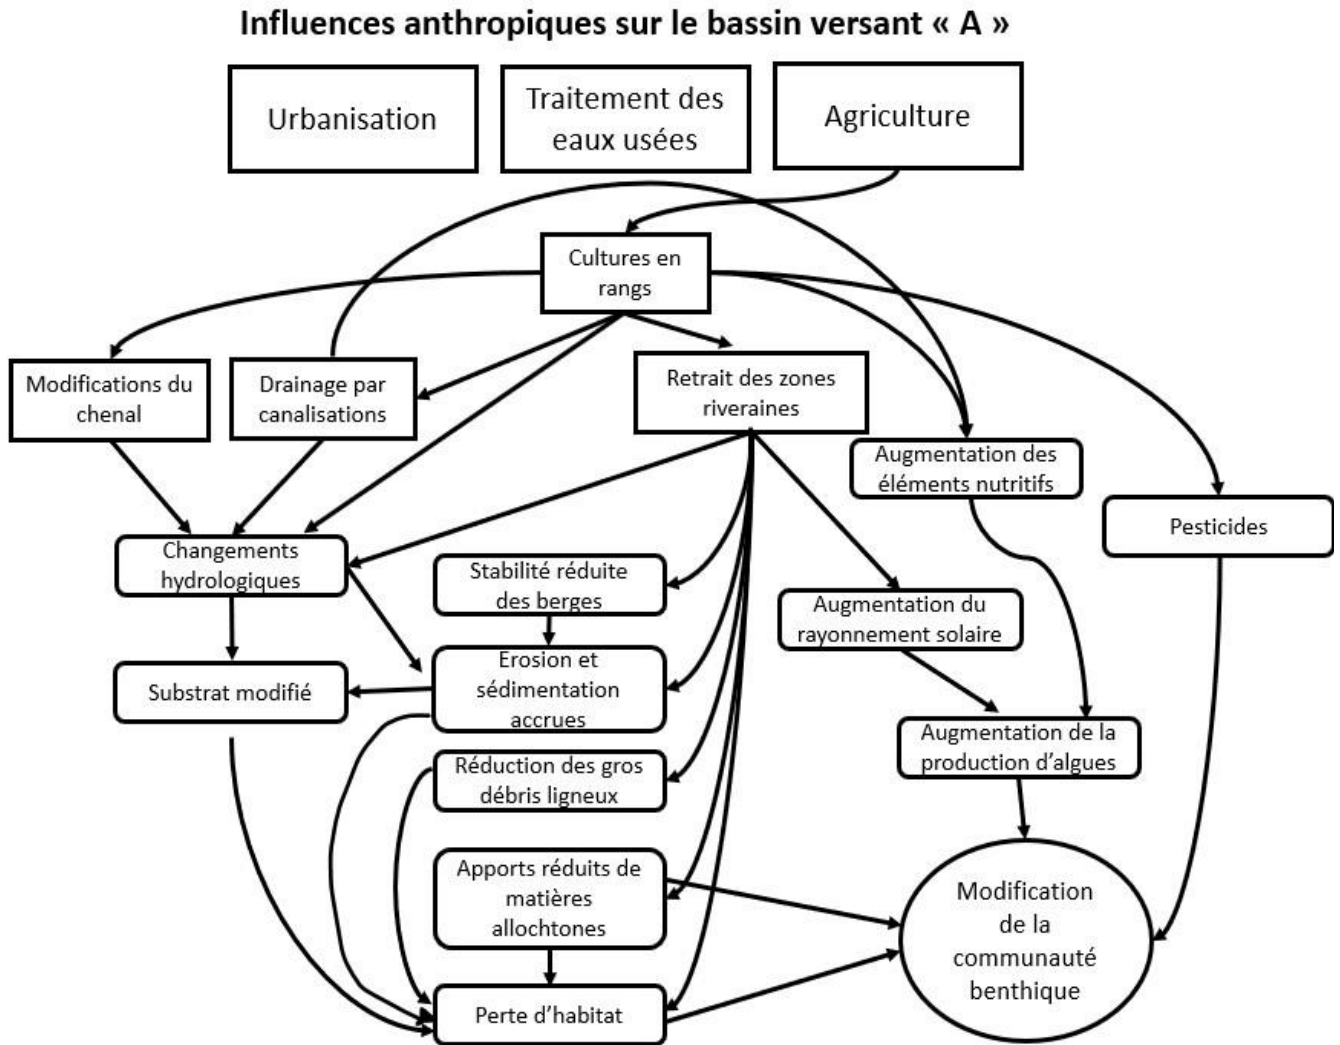 Influences anthropiques sur le bassin versant « A »
Urbanisation
Traitement des
eaux usées
Agriculture
Cultures en
rangs
Modifications du
chenal
Drainage par
canalisations
Retrait des zones
riveraines
Augmentation des
éléments nutritifs
Pesticides
Changements
hydrologiques
Stabilité réduite
des berges
Augmentation du
rayonnement solaire
Substrat modifié
Erosion et
sédimentation
accrues
Augmentation de la
production d’algues
Réduction des gros
débris ligneux
Apports réduits de
matières
allochtones
Modification
de la
communauté
benthique
Perte d’habitat